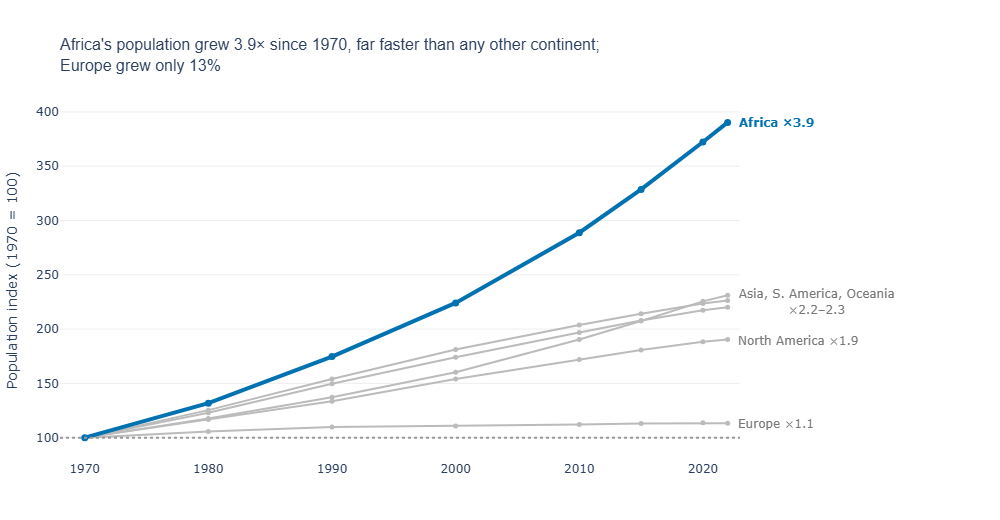 Africa's population grew 3.9× since 1970, far faster than any other continent;
Europe grew only 13%
Population index (1970 = 100)
400
350
300
250
200
150
100
Africa ×3.9
Asia, S. America, Oceania
×2.2–2.3
North America ×1.9
Europe ×1.1
1970
1980
1990
2000
2010
2020